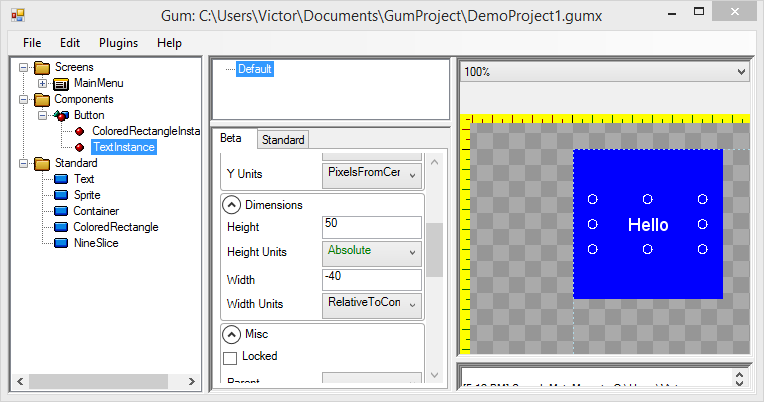 Gum: C:\Users\Victor\Documents\GumProject\DemoProject1.gumx
File Edit Plugins Help
Screens
MainMenu
Components
Button
ColoredRectangleInsta
TextInstance
Standard
Text
Sprite
Container
ColoredRectangle
NineSlice
Default
Beta Standard
Y Units PixelsFromCer
Dimensions
Height 50
Height Units Absolute
Width -40
Width Units RelativeToCon
Misc
Locked
100%
Hello